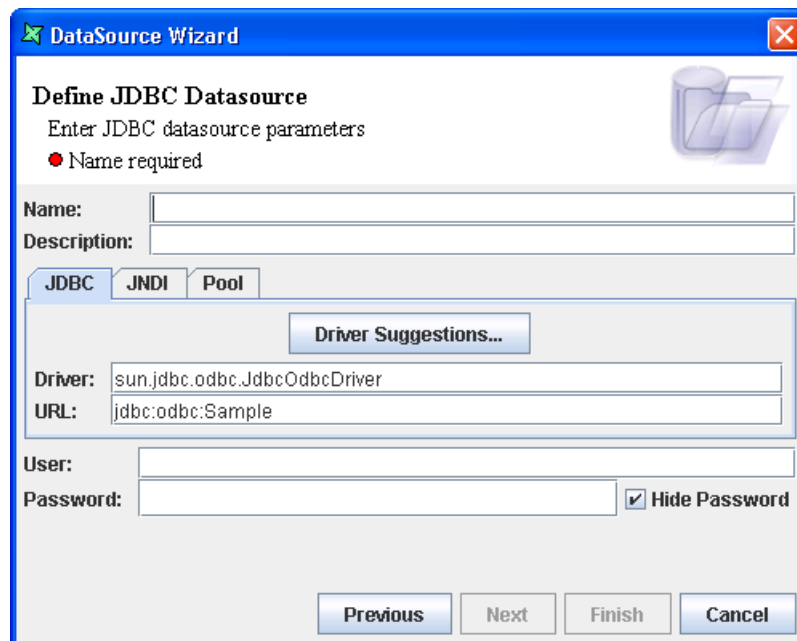 DataSource Wizard
Define JDBC Datasource
Enter JDBC datasource parameters
Name required
Name:
Description:
JDBC JNDI Pool
Driver Suggestions...
Driver: sun.jdbc.odbc.JdbcOdbcDriver
URL: jdbc:odbc:Sample
User:
Password: Hide Password
Previous Next Finish Cancel